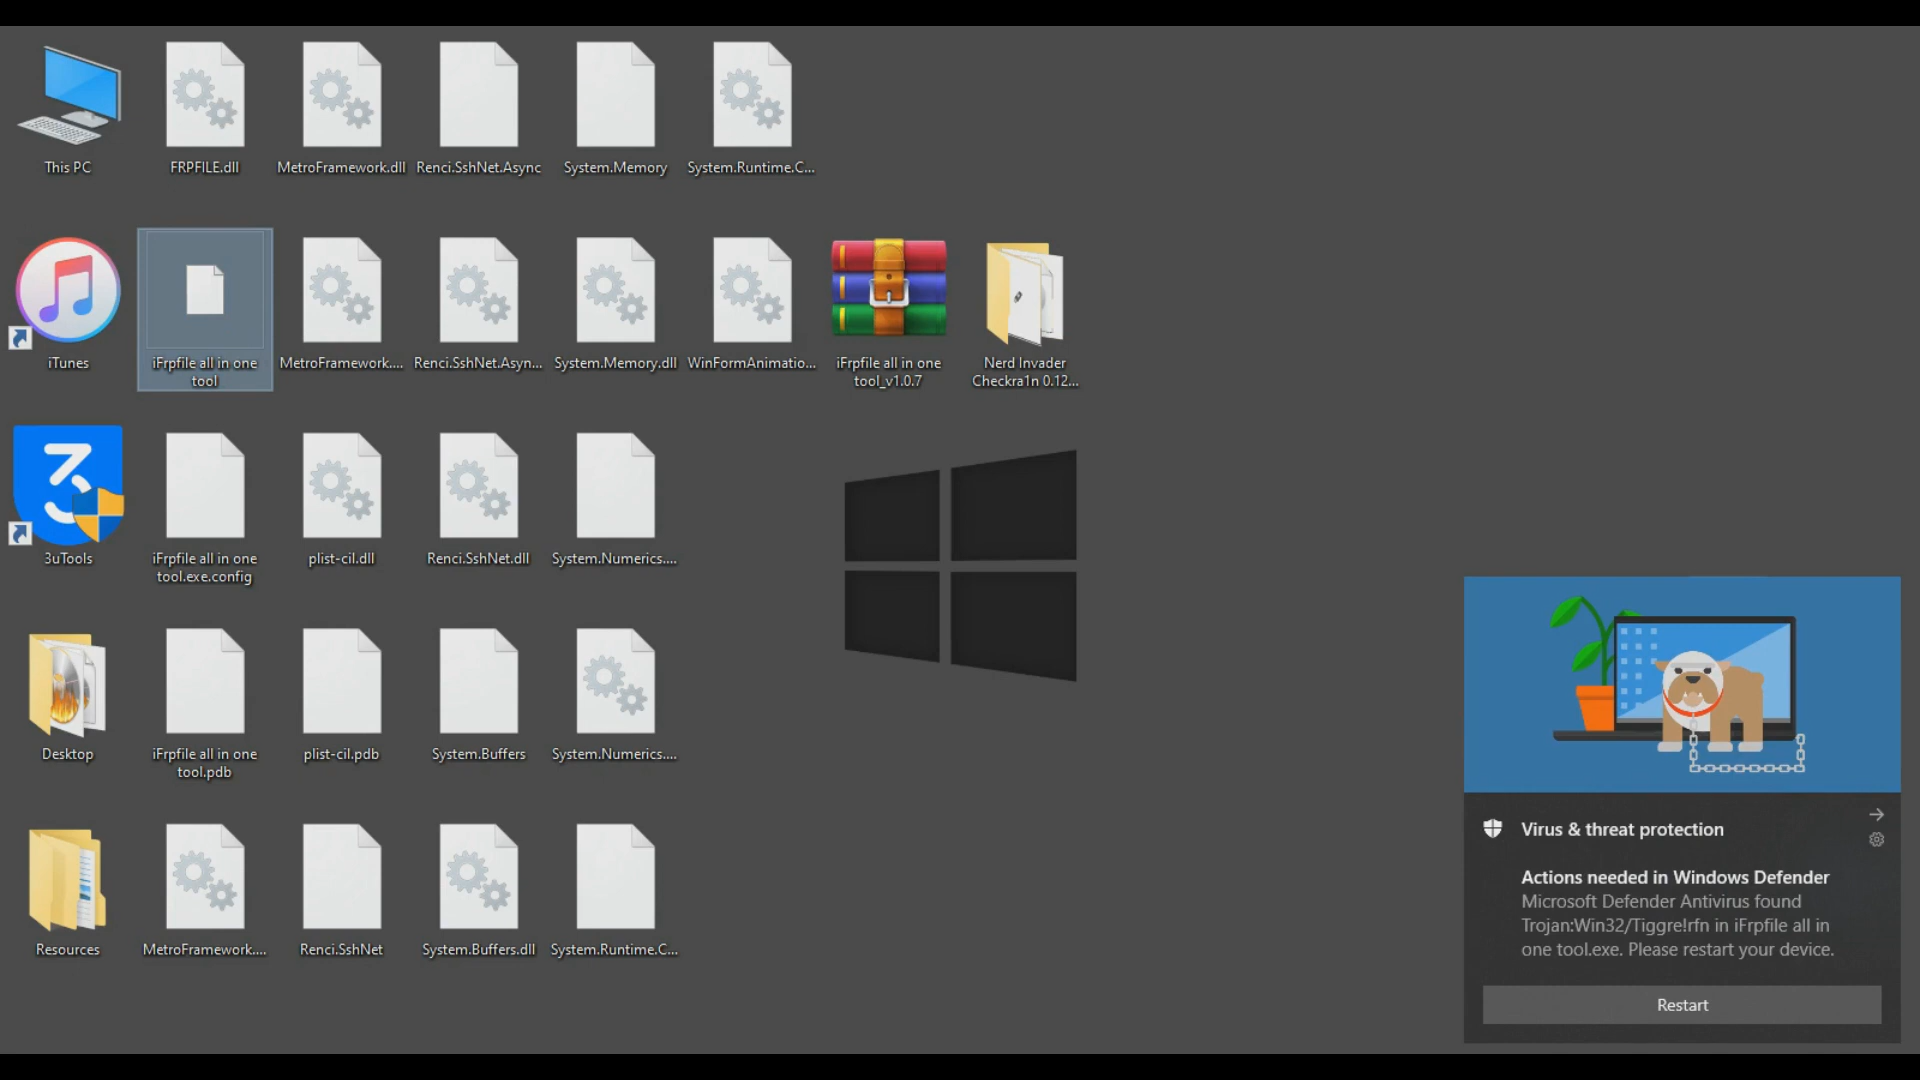 This PC
FRPFILE.dll
MetroFramework.dll
Renci.SshNet.Async
System.Memory
System.Runtime.C...
iTunes
iFrpfile all in one
tool
MetroFramework....
Renci.SshNet.Asyn...
System.Memory.dll
WinFormAnimatio...
iFrpfile all in one
tool_v1.0.7
Nerd Invader
Checkra1n 0.12...
3uTools
iFrpfile all in one
tool.exe.config
plist-cil.dll
Renci.SshNet.dll
System.Numerics....
Desktop
iFrpfile all in one
tool.pdb
plist-cil.pdb
System.Buffers
System.Numerics....
Resources
MetroFramework....
Renci.SshNet
System.Buffers.dll
System.Runtime.C...
Virus & threat protection
Actions needed in Windows Defender
Microsoft Defender Antivirus found
Trojan:Win32/Tiggre!rfn in iFrpfile all in
one tool.exe. Please restart your device.
Restart